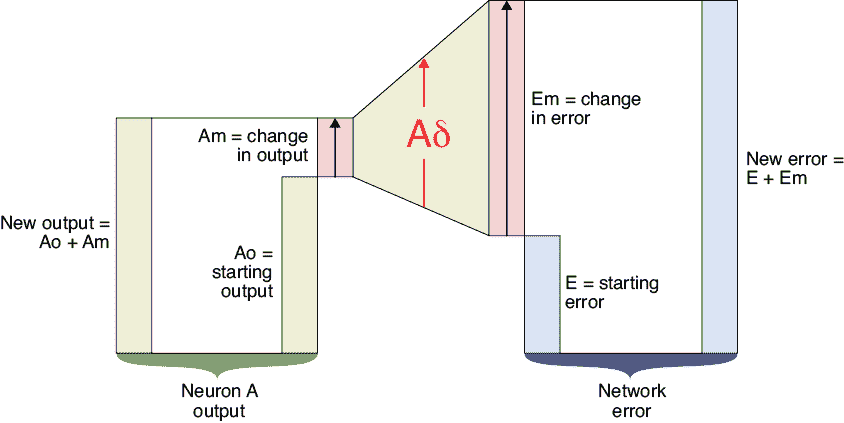 Am = change
in output
Aδ
Em = change
in error
New error =
E + Em
New output =
Ao + Am
Ao =
starting
output
E = starting
error
Neuron A
output
Network
error